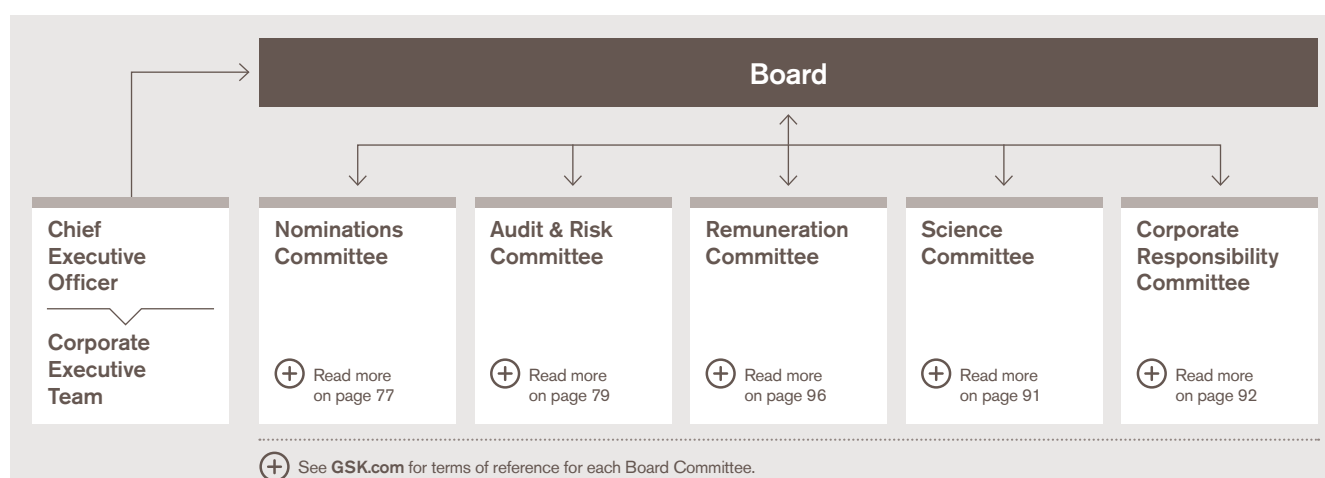 Board
Chief
Executive
Officer
Corporate
Executive
Team
Nominations
Committee
Read more
on page 77
Audit & Risk
Committee
Read more
on page 79
Remuneration
Committee
Read more
on page 96
Science
Committee
Read more
on page 91
Corporate
Responsibility
Committee
Read more
on page 92
See GSK.com for terms of reference for each Board Committee.